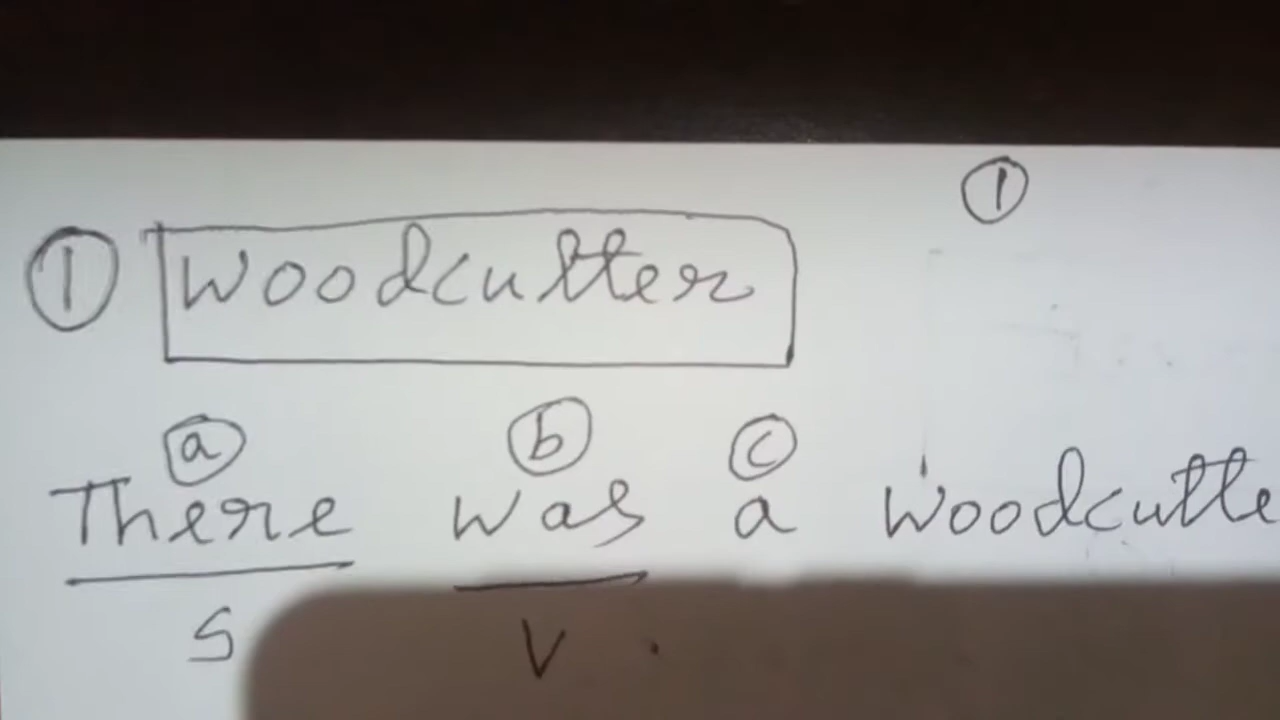 ①
① Woodcutter
ⓐ ⓑ ⓒ
There was a Woodcutte
S V